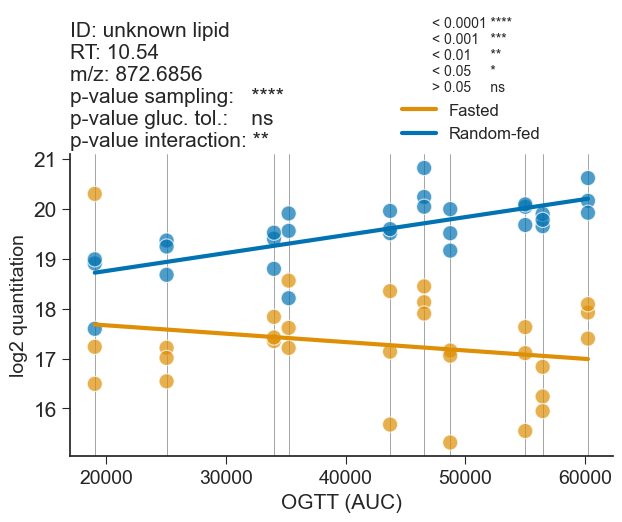 ID: unknown lipid
RT: 10.54
m/z: 872.6856
p-value sampling: ****
p-value gluc. tol.: ns
p-value interaction: **
< 0.0001 ****
< 0.001 ***
< 0.01 **
< 0.05 *
> 0.05 ns
Fasted
Random-fed
21
20
19
18
17
16
log2 quantitation
20000 30000 40000 50000 60000
OGTT (AUC)